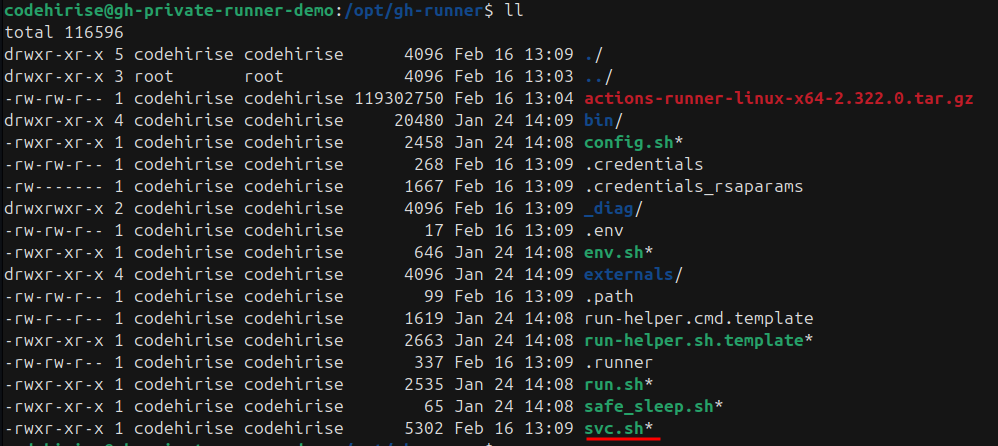 codehirise@gh-private-runner-demo:/opt/gh-runner$ ll
total 116596
drwxr-xr-x 5 codehirise codehirise      4096 Feb 16 13:09 ./
drwxr-xr-x 3 root       root            4096 Feb 16 13:03 ../
-rw-rw-r-- 1 codehirise codehirise 119302750 Feb 16 13:04 actions-runner-linux-x64-2.322.0.tar.gz
drwxr-xr-x 4 codehirise codehirise     20480 Jan 24 14:09 bin/
-rwxr-xr-x 1 codehirise codehirise      2458 Jan 24 14:08 config.sh*
-rw-rw-r-- 1 codehirise codehirise       268 Feb 16 13:09 .credentials
-rw------- 1 codehirise codehirise      1667 Feb 16 13:09 .credentials_rsaparams
drwxrwxr-x 2 codehirise codehirise      4096 Feb 16 13:09 _diag/
-rw-rw-r-- 1 codehirise codehirise        17 Feb 16 13:09 .env
-rwxr-xr-x 1 codehirise codehirise       646 Jan 24 14:08 env.sh*
drwxr-xr-x 4 codehirise codehirise      4096 Jan 24 14:09 externals/
-rw-rw-r-- 1 codehirise codehirise        99 Feb 16 13:09 .path
-rw-r--r-- 1 codehirise codehirise      1619 Jan 24 14:08 run-helper.cmd.template
-rwxr-xr-x 1 codehirise codehirise      2663 Jan 24 14:08 run-helper.sh.template*
-rw-rw-r-- 1 codehirise codehirise       337 Feb 16 13:09 .runner
-rwxr-xr-x 1 codehirise codehirise      2535 Jan 24 14:08 run.sh*
-rwxr-xr-x 1 codehirise codehirise        65 Jan 24 14:08 safe_sleep.sh*
-rwxr-xr-x 1 codehirise codehirise      5302 Feb 16 13:09 svc.sh*